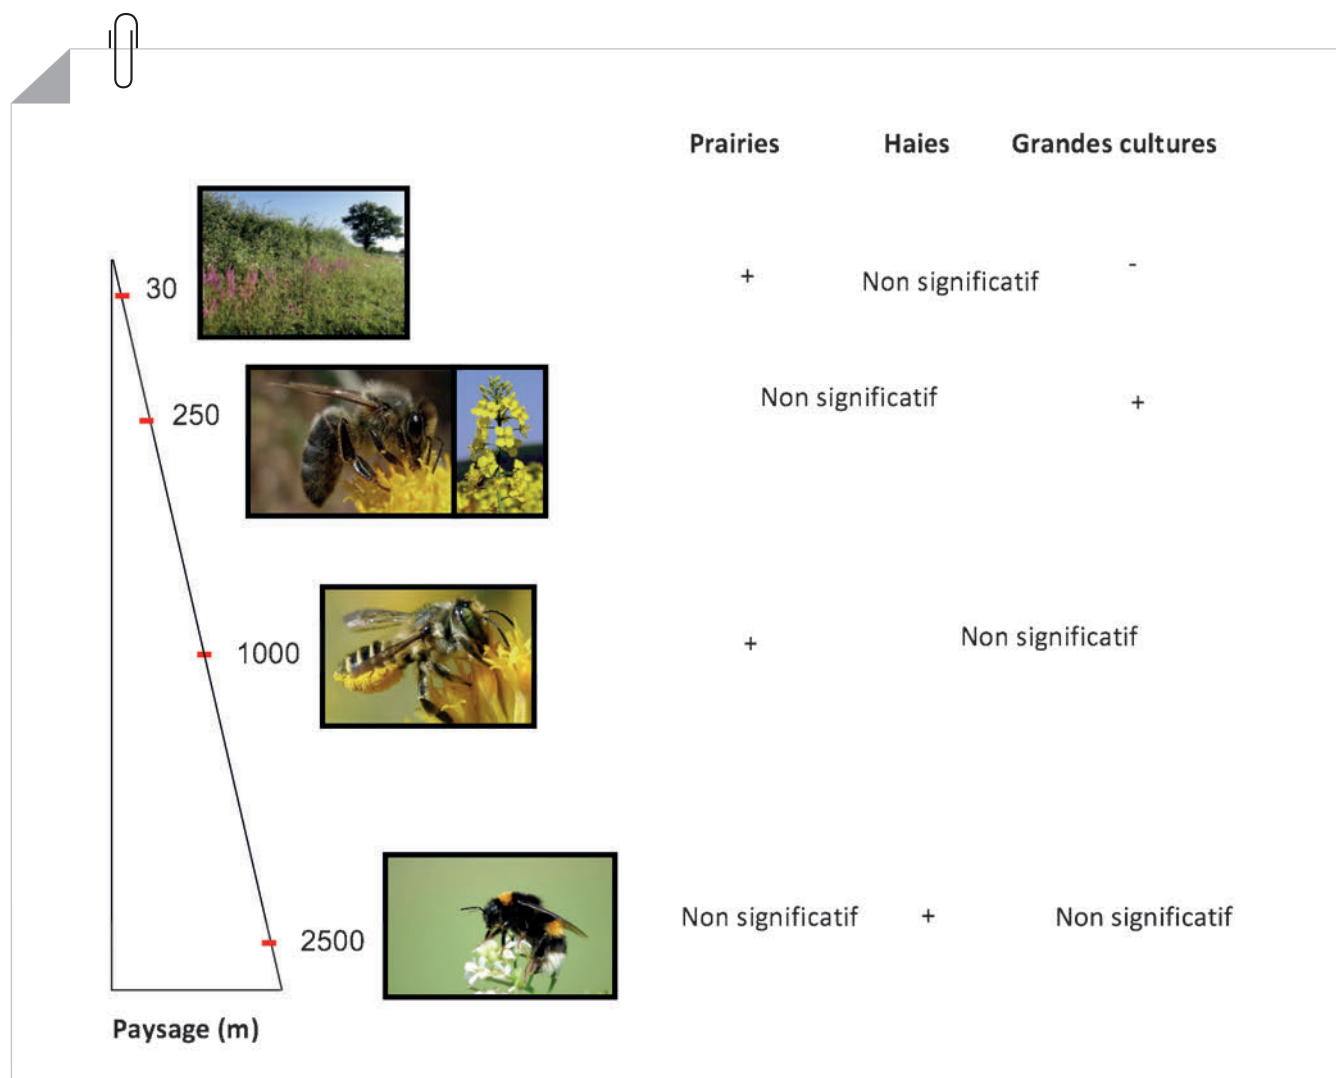 Prairies Haies Grandes cultures
30 + Non significatif -
250 Non significatif +
1000 + Non significatif
2500 Non significatif + Non significatif
Paysage (m)